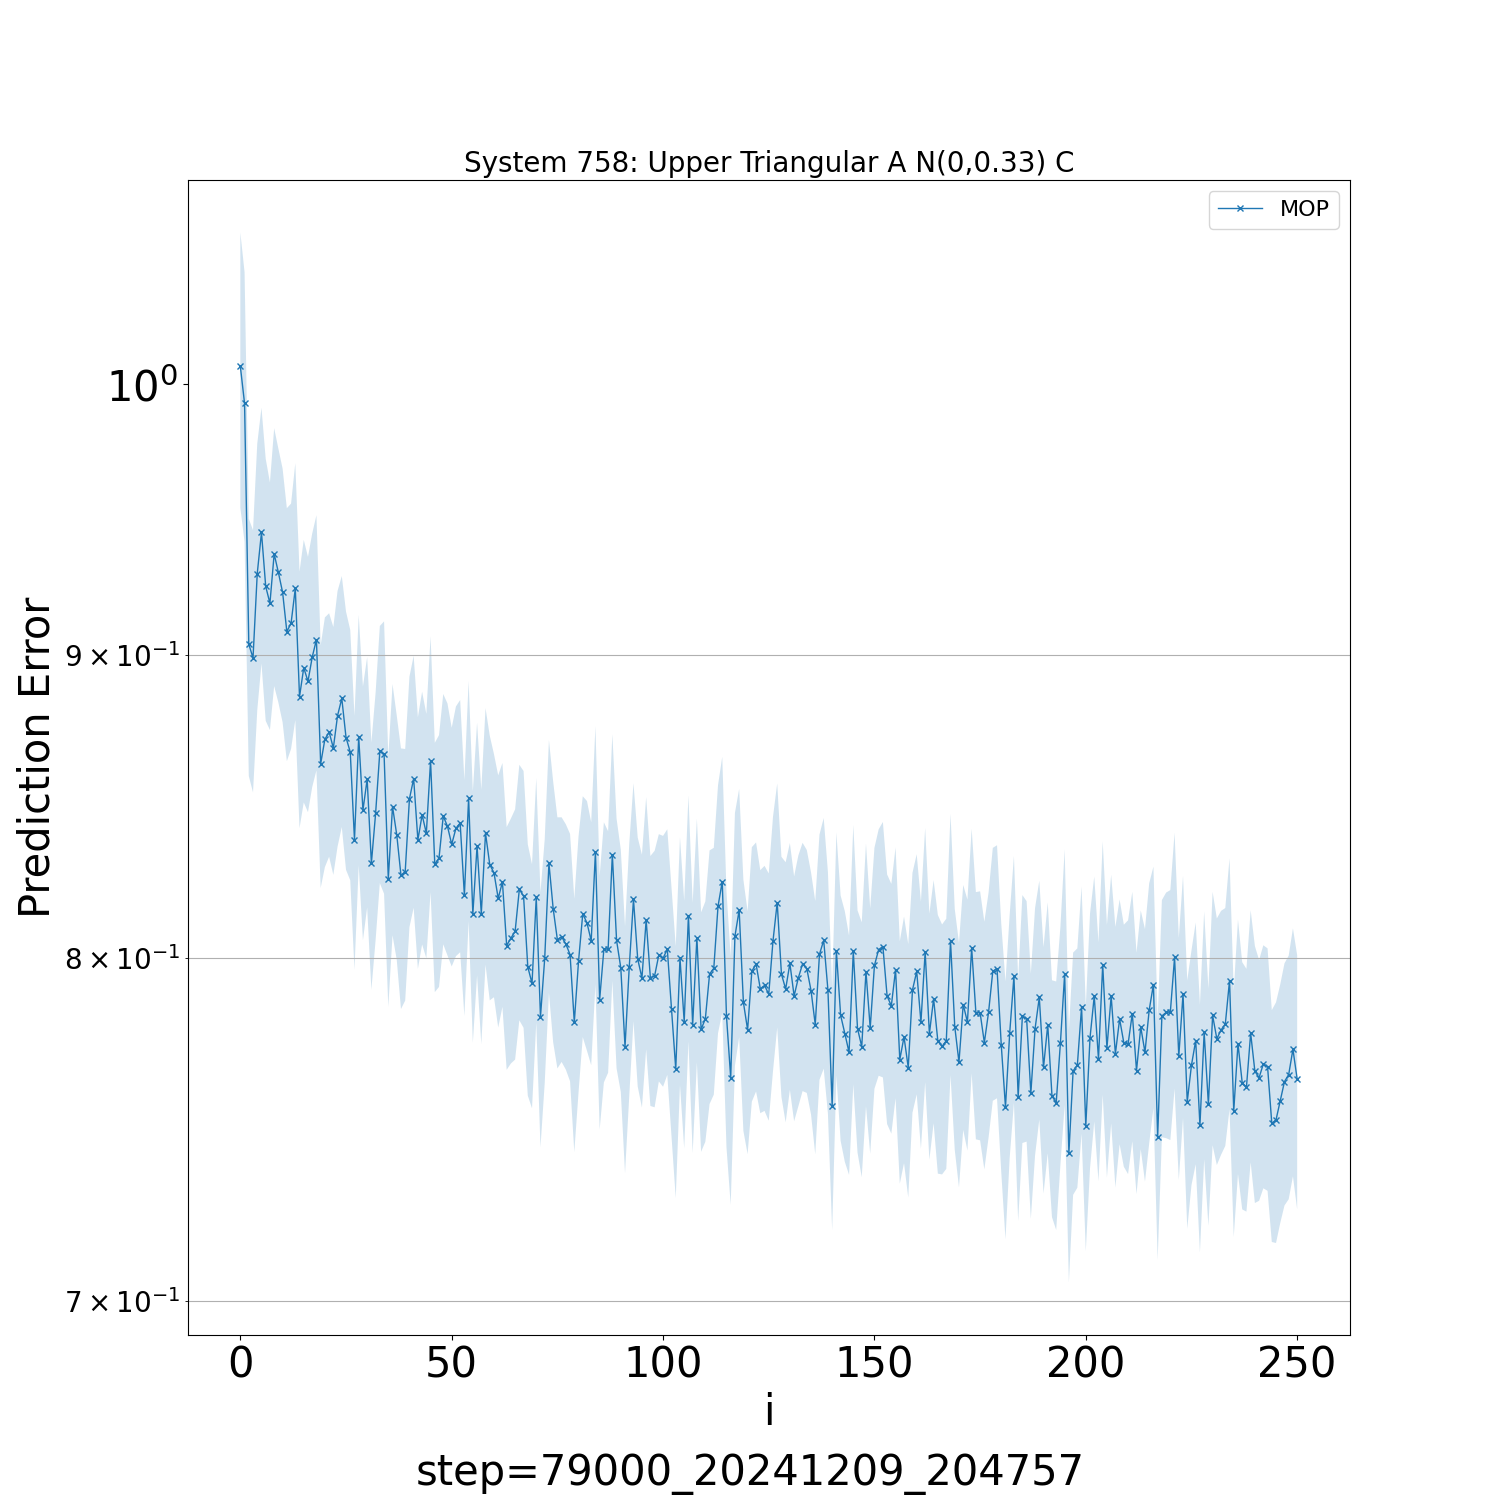 System 758: Upper Triangular A N(0,0.33) C
MOP
10⁰
9 × 10⁻¹
8 × 10⁻¹
7 × 10⁻¹
Prediction Error
0 50 100 150 200 250
i
step=79000_20241209_204757